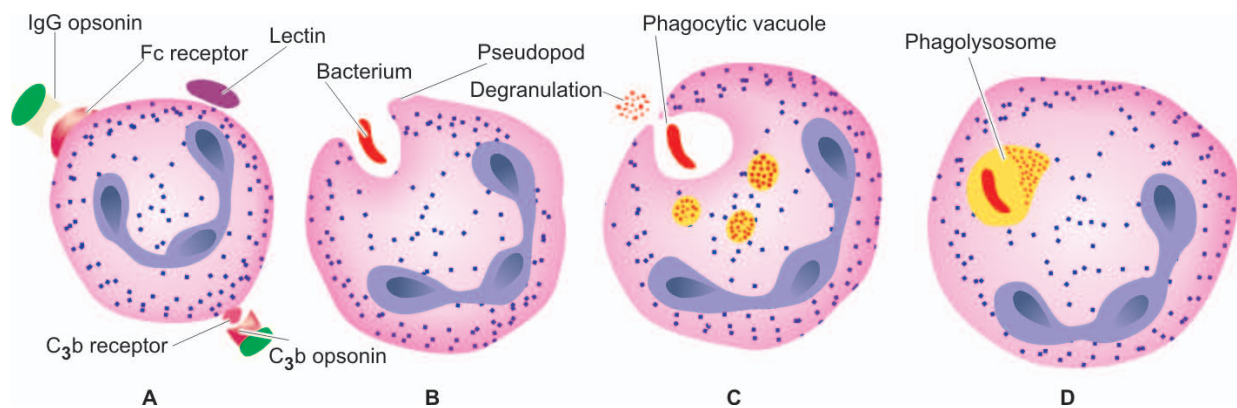 IgG opsonin
Fc receptor
Lectin
Bacterium
Pseudopod
Degranulation
Phagocytic vacuole
Phagolysosome
C3b receptor
C3b opsonin
A
B
C
D